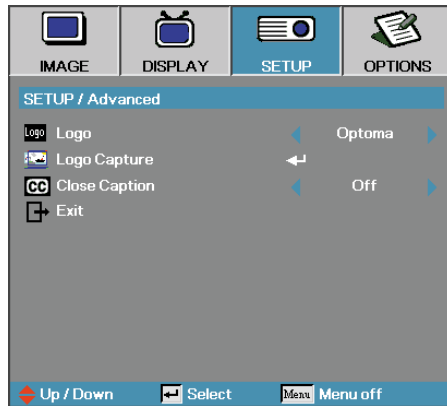 IMAGE DISPLAY SETUP OPTIONS
SETUP / Advanced
Logo Logo Optoma
Logo Capture
CC Close Caption Off
Exit
Up / Down Select Menu Menu off